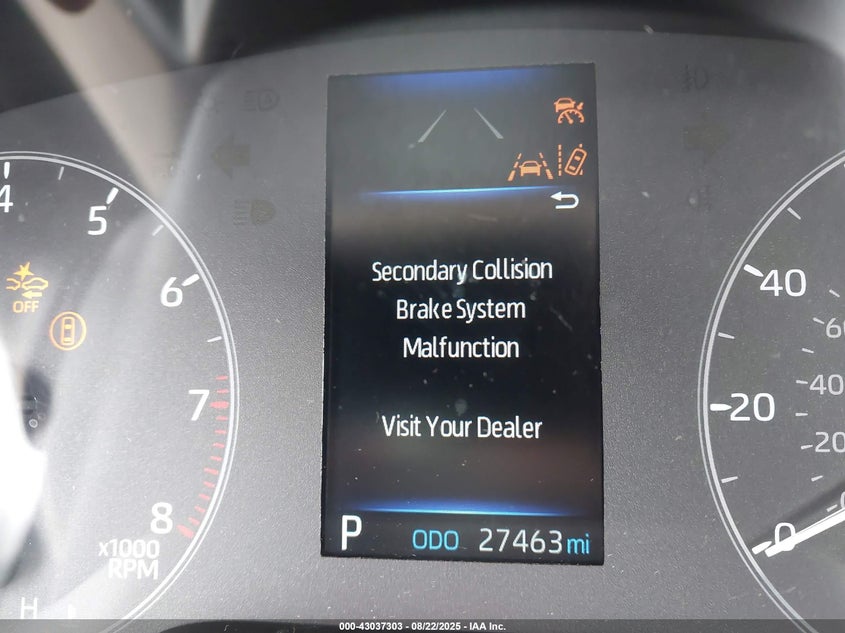 4
5
6
7
8
x1000
RPM
H
OFF
Secondary Collision
Brake System
Malfunction
Visit Your Dealer
P ODO 27463 mi
40
20
0
60
40
20
000-43037303 - 08/22/2025 - IAA Inc.